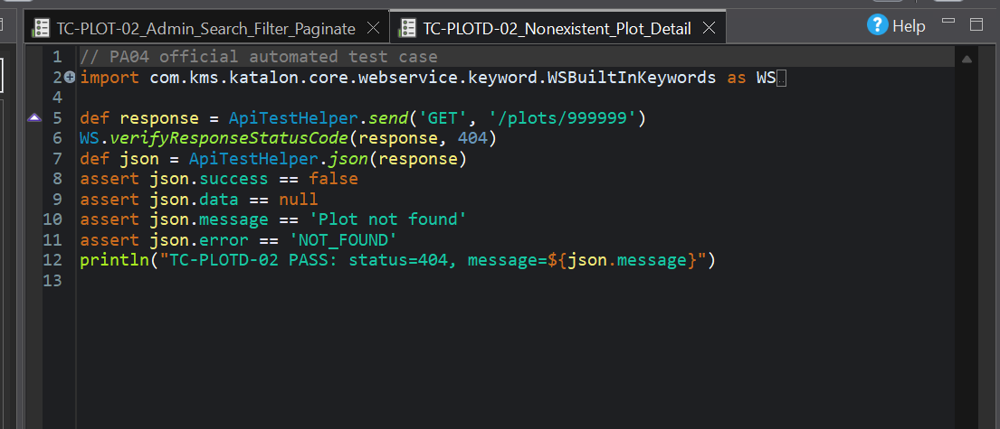 TC-PLOT-02_Admin_Search_Filter_Paginate
TC-PLOTD-02_Nonexistent_Plot_Detail
Help
1 // PA04 official automated test case
2 import com.kms.katalon.core.webservice.keyword.WSBuiltInKeywords as WS
4
5 def response = ApiTestHelper.send('GET', '/plots/999999')
6 WS.verifyResponseStatusCode(response, 404)
7 def json = ApiTestHelper.json(response)
8 assert json.success == false
9 assert json.data == null
10 assert json.message == 'Plot not found'
11 assert json.error == 'NOT_FOUND'
12 println("TC-PLOTD-02 PASS: status=404, message=${json.message}")
13